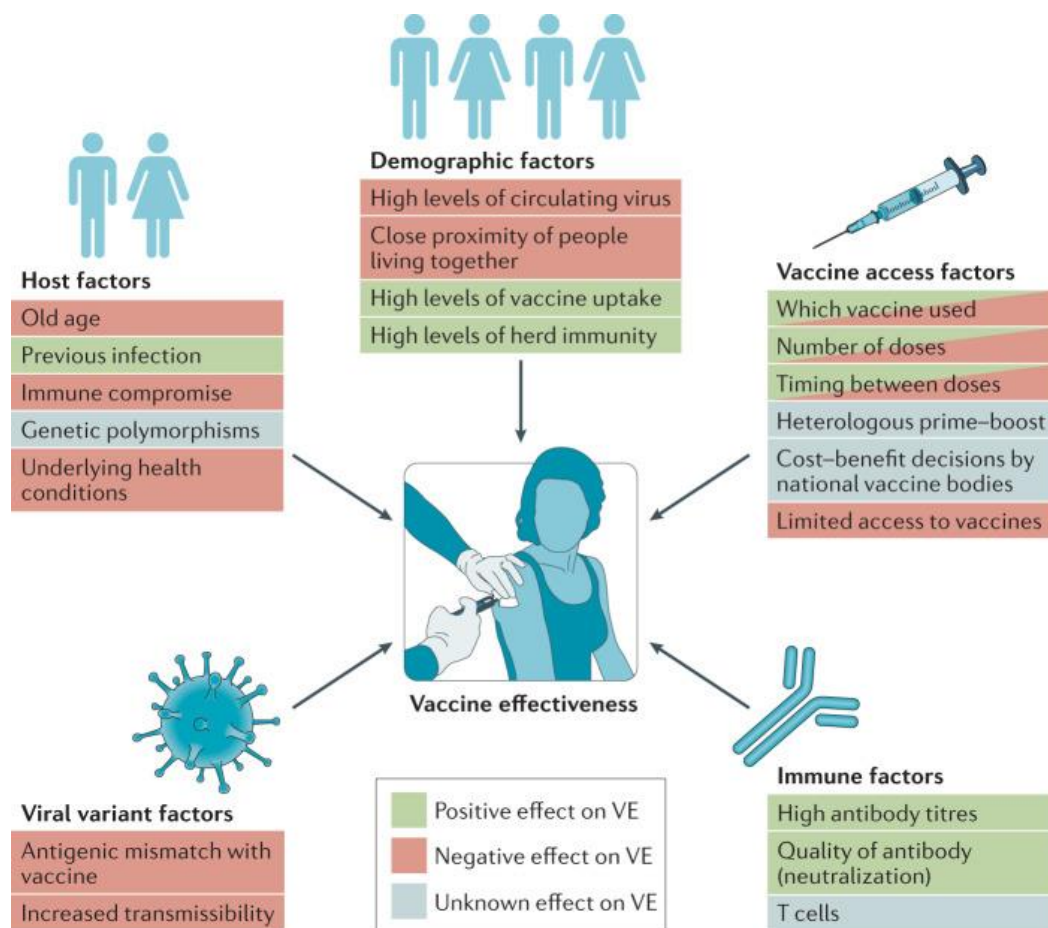 Demographic factors
High levels of circulating virus
Close proximity of people
living together
High levels of vaccine uptake
High levels of herd immunity
Host factors
Old age
Previous infection
Immune compromise
Genetic polymorphisms
Underlying health
conditions
Vaccine access factors
Which vaccine used
Number of doses
Timing between doses
Heterologous prime–boost
Cost–benefit decisions by
national vaccine bodies
Limited access to vaccines
Vaccine effectiveness
Viral variant factors
Antigenic mismatch with
vaccine
Increased transmissibility
Positive effect on VE
Negative effect on VE
Unknown effect on VE
Immune factors
High antibody titres
Quality of antibody
(neutralization)
T cells